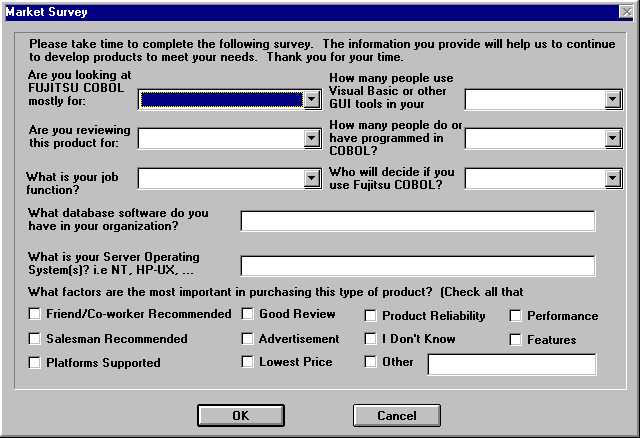 Market Survey
Please take time to complete the following survey.  The information you provide will help us to continue
to develop products to meet your needs.  Thank you for your time.
Are you looking at
FUJITSU COBOL
mostly for:
How many people use
Visual Basic or other
GUI tools in your
Are you reviewing
this product for:
How many people do or
have programmed in
COBOL?
What is your job
function?
Who will decide if you
use Fujitsu COBOL?
What database software do you
have in your organization?
What is your Server Operating
System(s)? i.e NT, HP-UX, ...
What factors are the most important in purchasing this type of product?  (Check all that
Friend/Co-worker Recommended
Good Review
Product Reliability
Performance
Salesman Recommended
Advertisement
I Don't Know
Features
Platforms Supported
Lowest Price
Other
OK
Cancel